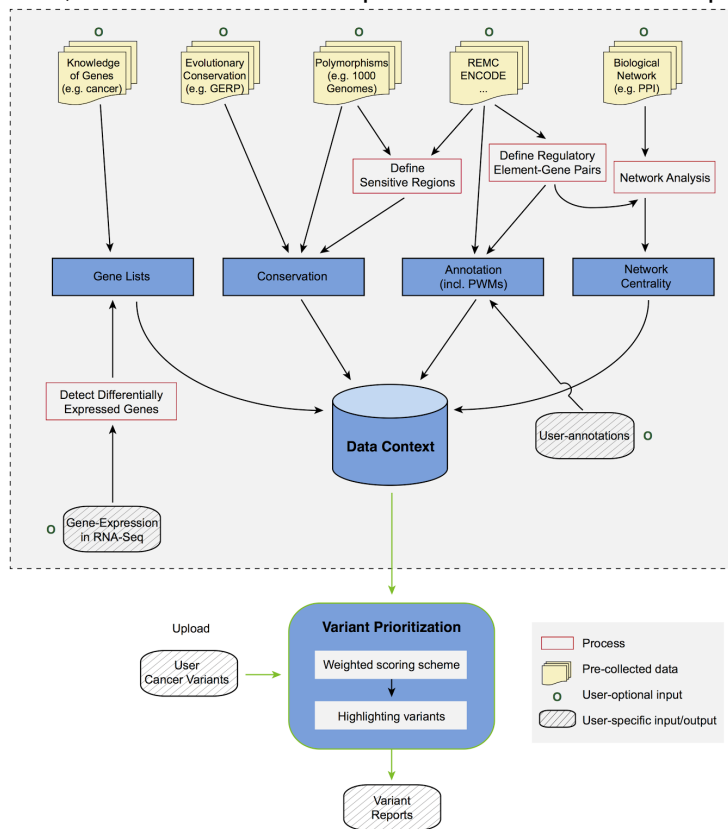 O O O O O
Knowledge
of Genes
(e.g. cancer)
Evolutionary
Conservation
(e.g. GERP)
Polymorphisms
(e.g. 1000
Genomes)
REMC
ENCODE
...
Biological
Network
(e.g. PPI)
Define
Sensitive Regions
Define Regulatory
Element-Gene Pairs
Network Analysis
Gene Lists
Conservation
Annotation
(incl. PWMs)
Network
Centrality
Detect Differentially
Expressed Genes
Data Context
User-annotations O
O Gene-Expression
in RNA-Seq
Upload
User
Cancer Variants
Variant Prioritization
Weighted scoring scheme
Highlighting variants
Variant
Reports
Process
Pre-collected data
O User-optional input
User-specific input/output